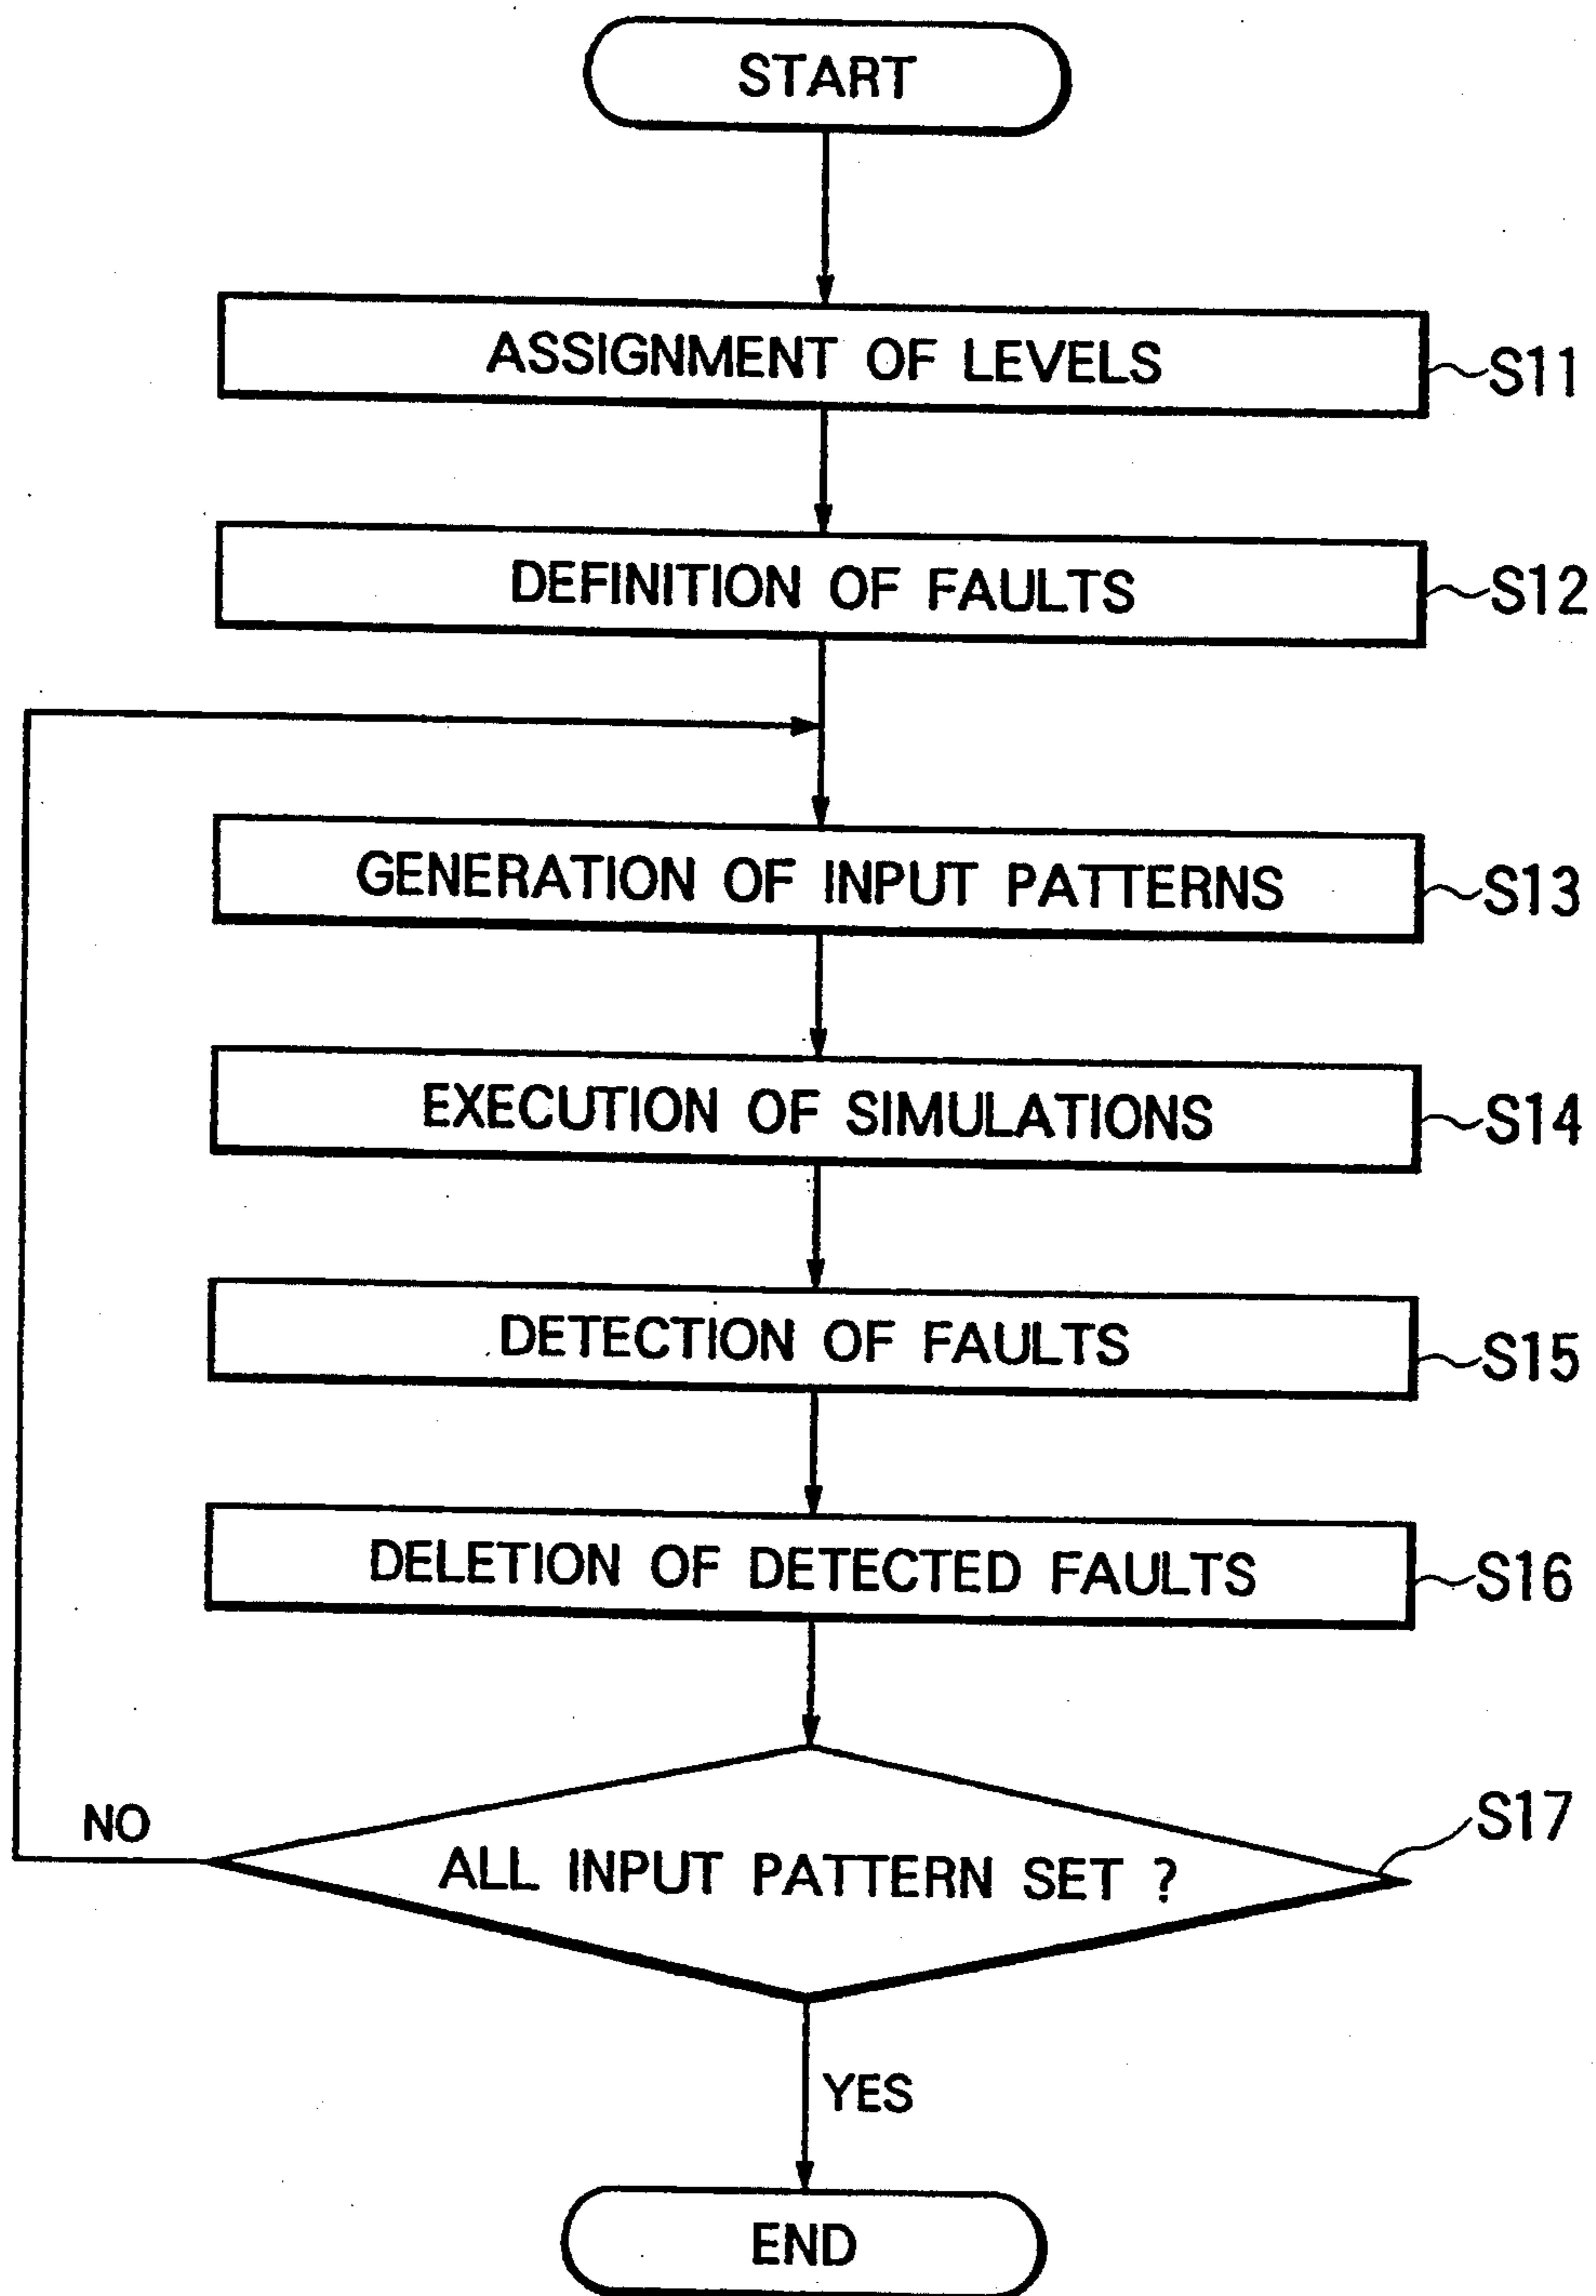 START
ASSIGNMENT OF LEVELS
S11
DEFINITION OF FAULTS
S12
GENERATION OF INPUT PATTERNS
S13
EXECUTION OF SIMULATIONS
S14
DETECTION OF FAULTS
S15
DELETION OF DETECTED FAULTS
S16
NO
ALL INPUT PATTERN SET ?
S17
YES
END